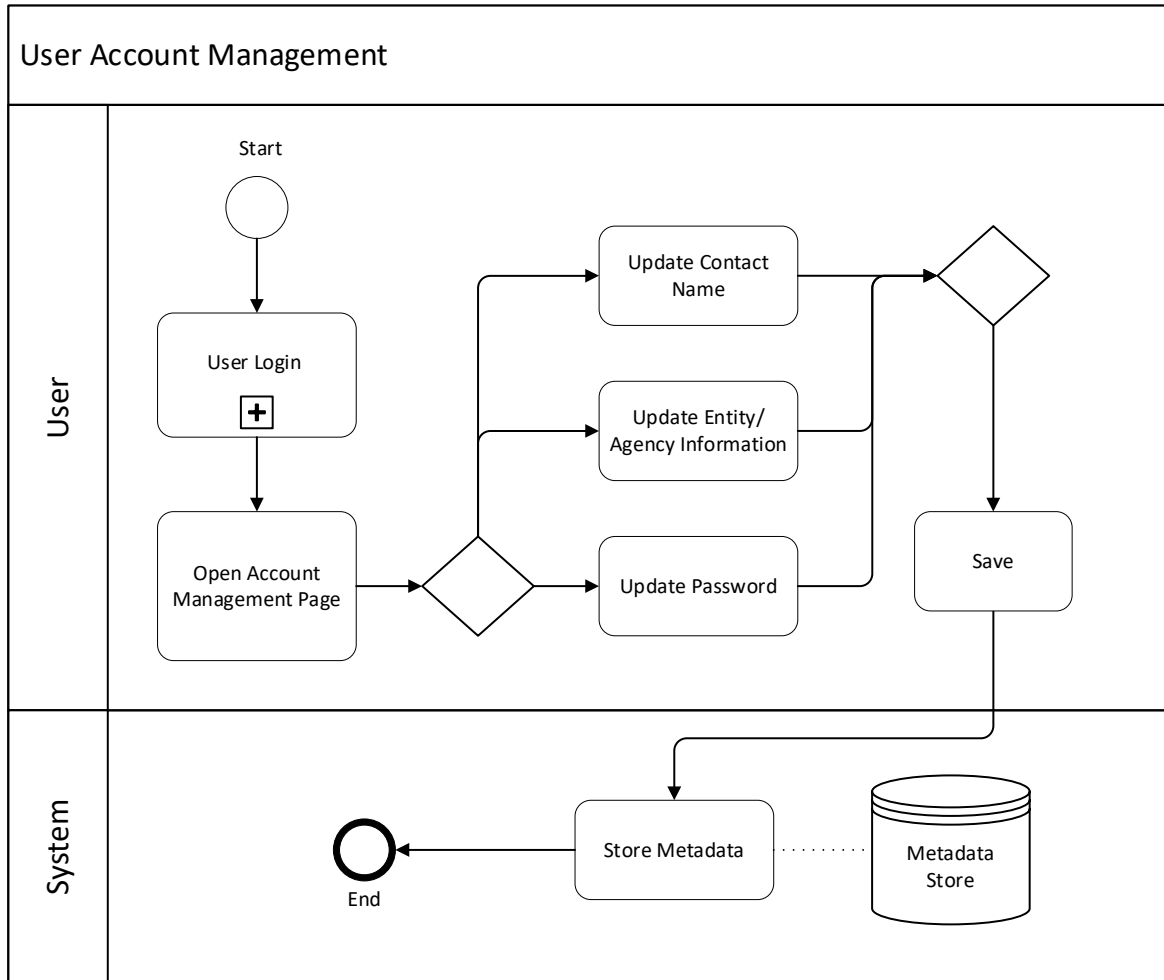 User Account Management
User
Start
User Login
Open Account
Management Page
Update Contact
Name
Update Entity/
Agency Information
Update Password
Save
System
End
Store Metadata
Metadata
Store